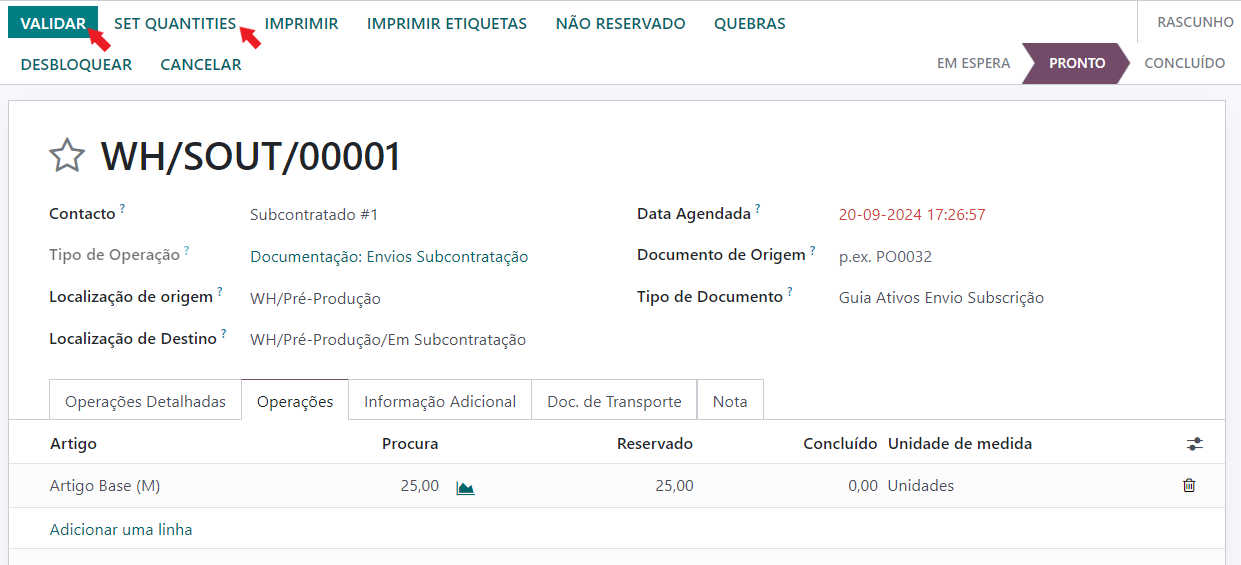 VALIDAR SET QUANTITIES IMPRIMIR IMPRIMIR ETIQUETAS NÃO RESERVADO QUEBRAS RASCUNHO
DESBLOQUEAR CANCELAR EM ESPERA PRONTO CONCLUÍDO
WH/SOUT/00001
Contacto ? Subcontratado #1 Data Agendada ? 20-09-2024 17:26:57
Tipo de Operação ? Documentação: Envios Subcontratação Documento de Origem ? p.ex. PO0032
Localização de origem ? WH/Pré-Produção Tipo de Documento ? Guia Ativos Envio Subscrição
Localização de Destino ? WH/Pré-Produção/Em Subcontratação
Operações Detalhadas Operações Informação Adicional Doc. de Transporte Nota
Artigo Procura Reservado Concluído Unidade de medida
Artigo Base (M) 25,00 25,00 0,00 Unidades
Adicionar uma linha